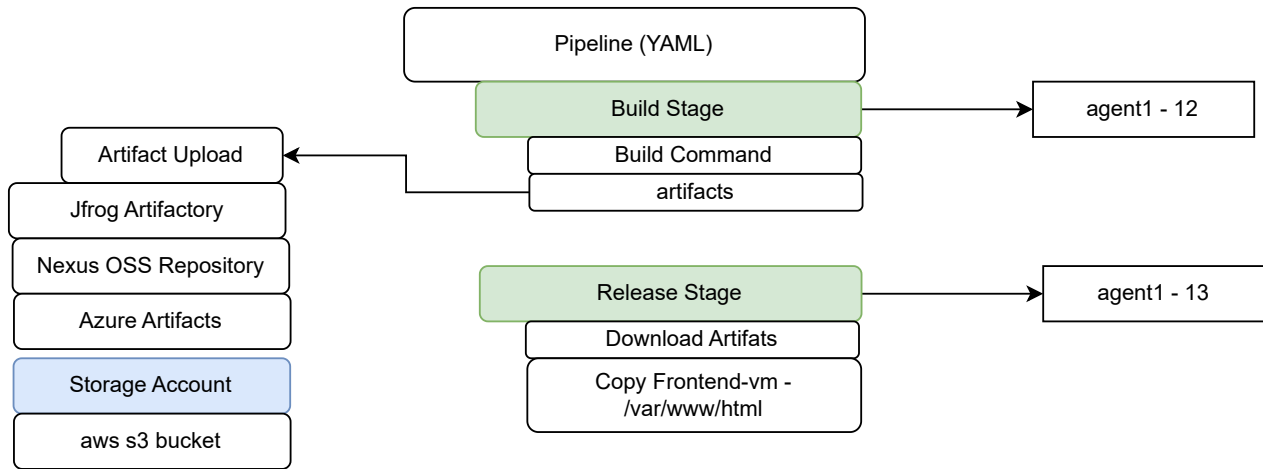 Pipeline (YAML)
Build Stage
agent1 - 12
Build Command
artifacts
Artifact Upload
Jfrog Artifactory
Nexus OSS Repository
Azure Artifacts
Storage Account
aws s3 bucket
Release Stage
agent1 - 13
Download Artifats
Copy Frontend-vm -
/var/www/html